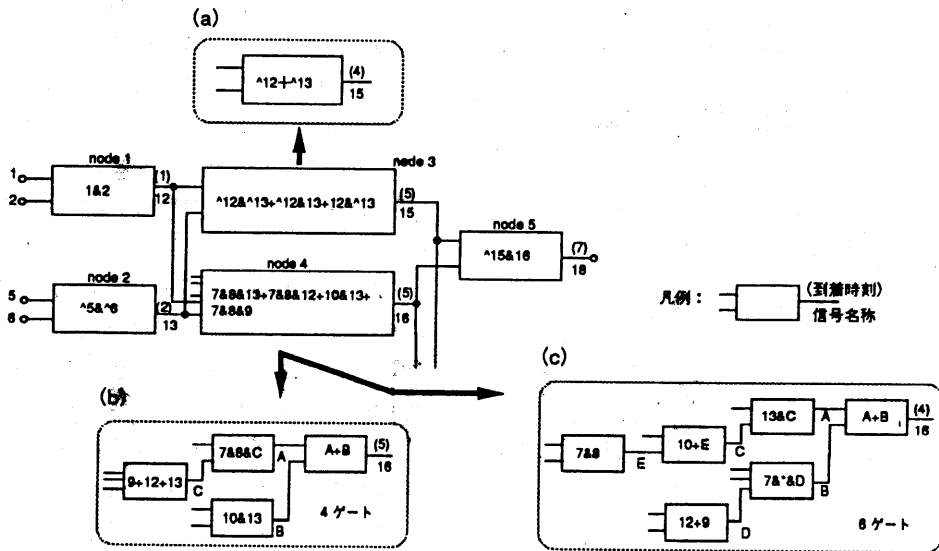 (a)
^12+^13
(4)
15
node 1
1
2
1&2
(1)
12
node 3
^12&^13+^12&13+12&^13
(5)
15
node 5
^15&16
(7)
18
node 2
5
6
^5&^6
(2)
13
node 4
7&8&13+7&8&12+10&13+
7&8&9
(5)
16
凡例:
(到着時刻)
信号名称
(b)
9+12+13
C
7&8&C
A
10&13
B
A+B
(5)
16
4 ゲート
(c)
7&8
E
10+E
C
13&C
A
12+9
D
7&*&D
B
A+B
(4)
16
6 ゲート